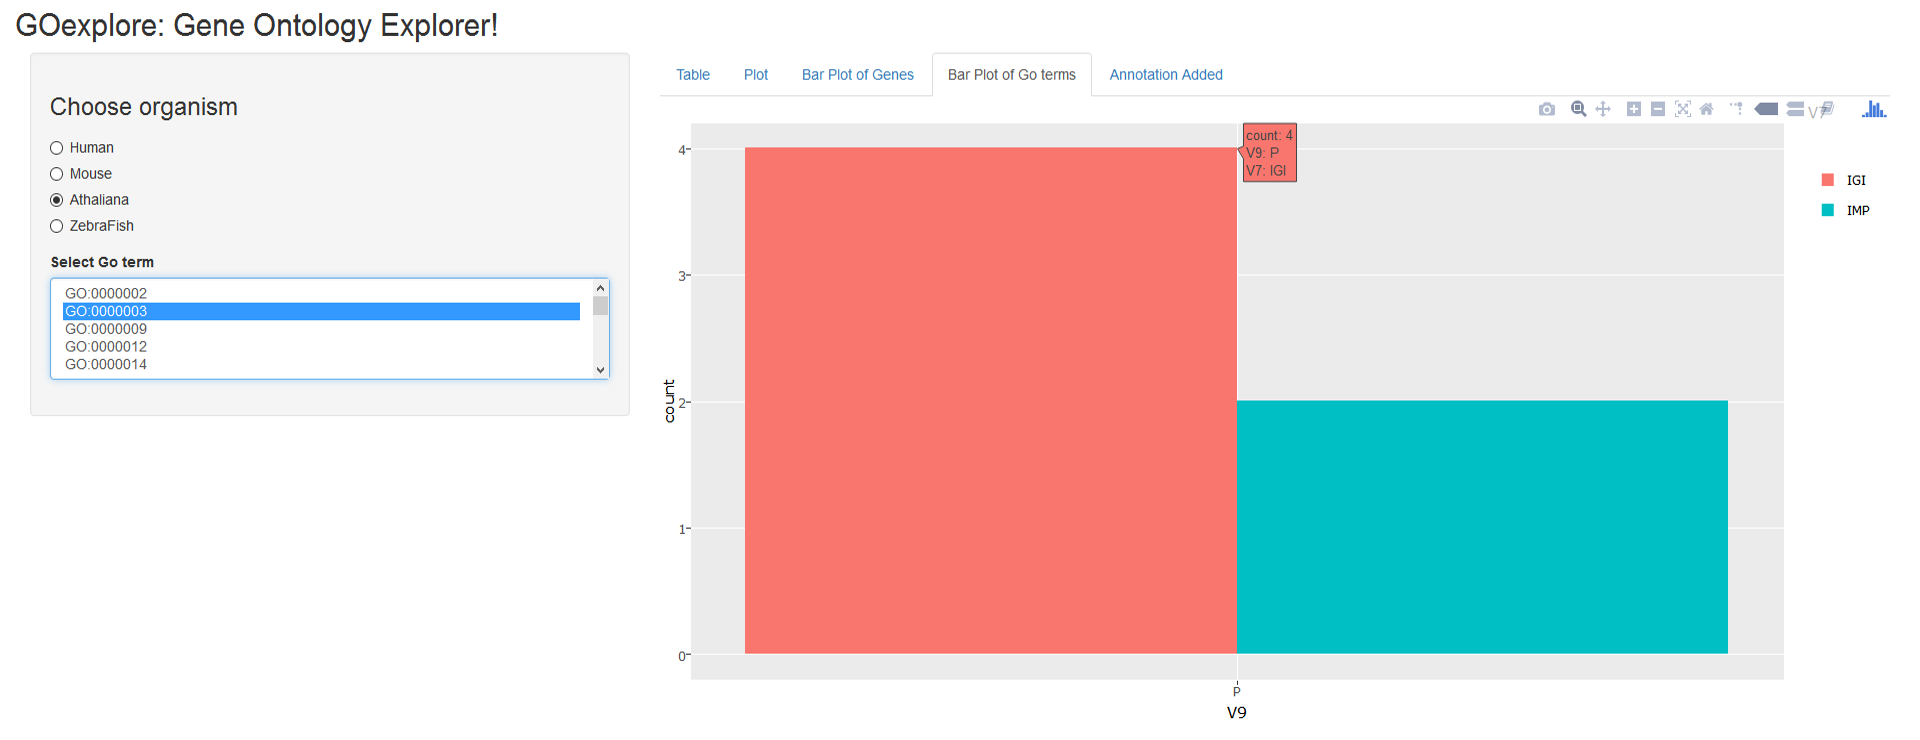 GOexplore: Gene Ontology Explorer!
Choose organism
Human
Mouse
Athaliana
ZebraFish
Select Go term
GO:0000002
GO:0000003
GO:0000009
GO:0000012
GO:0000014
Table Plot Bar Plot of Genes Bar Plot of Go terms Annotation Added
V7
count: 4
V9: P
V7: IGI
IGI
IMP
4
3
2
1
0
count
P
V9